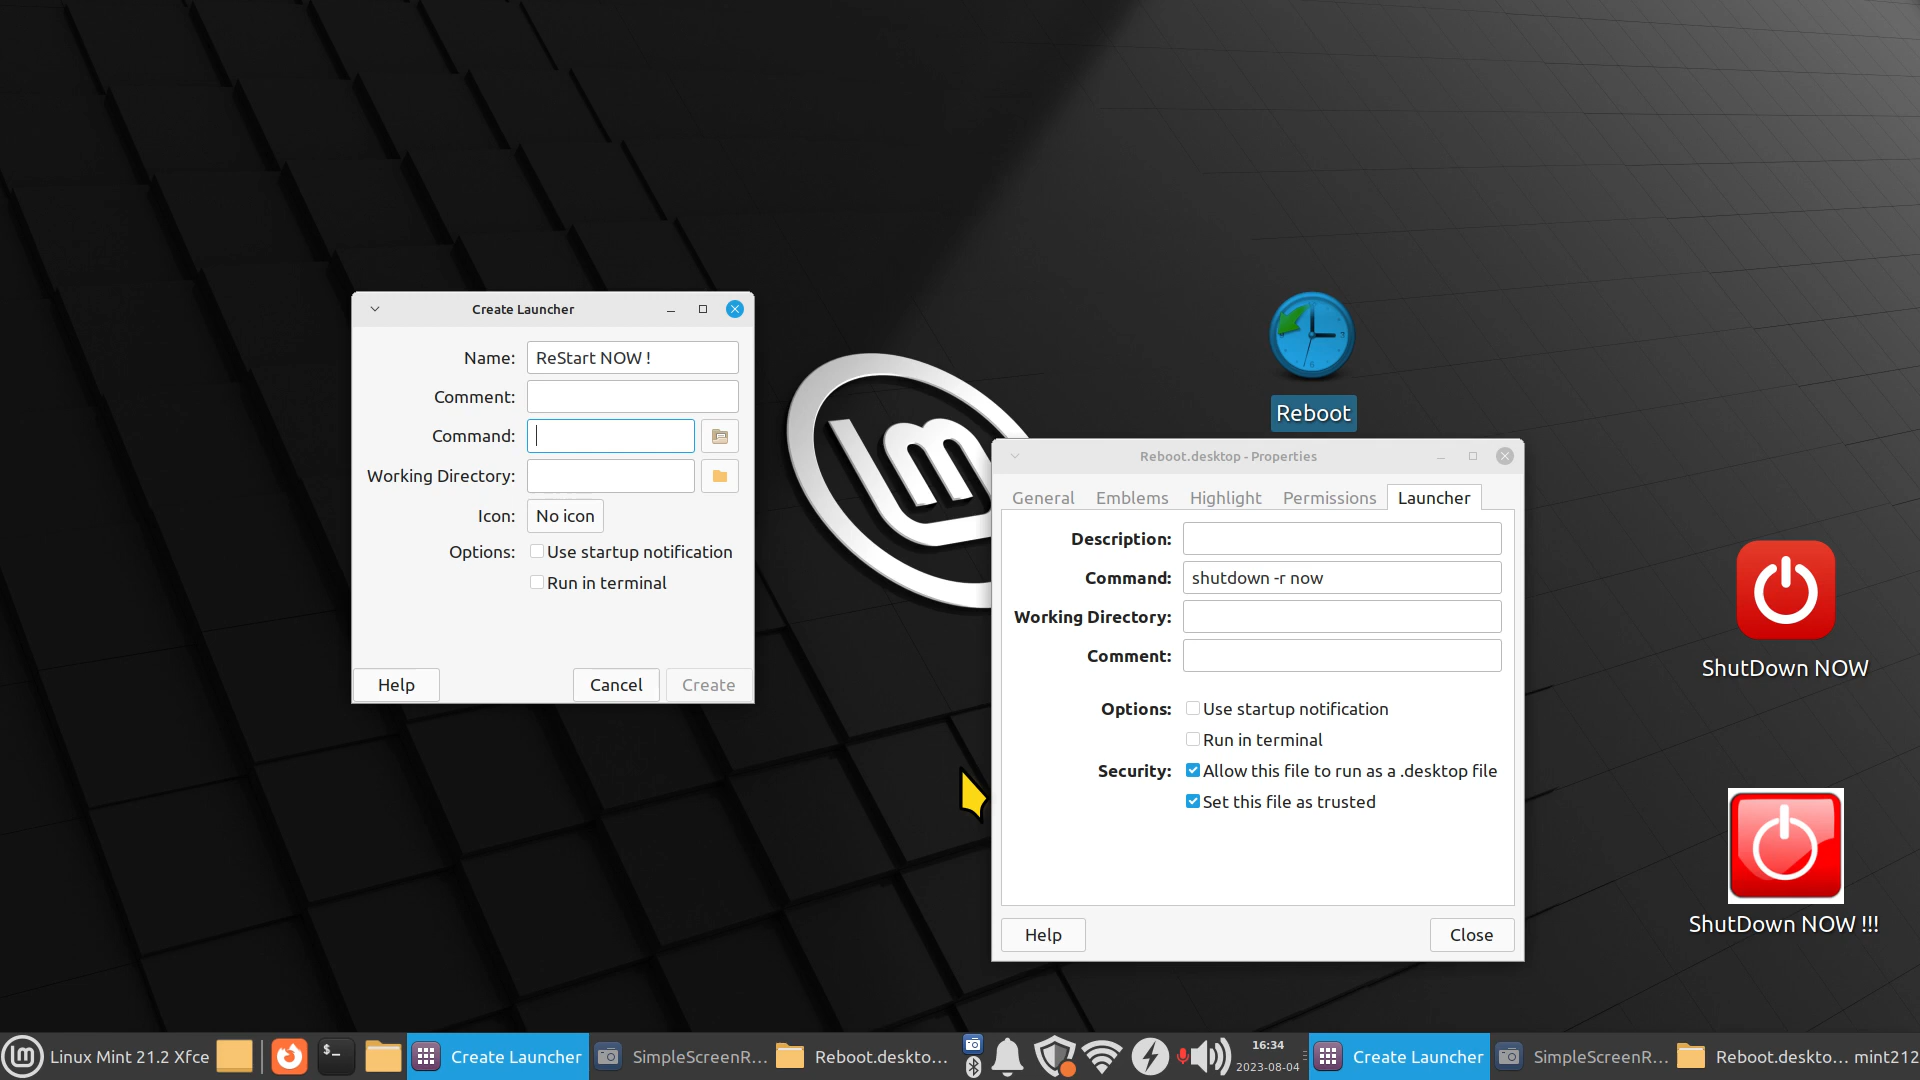 Create Launcher
Name: ReStart NOW !
Comment:
Command:
Working Directory:
Icon: No icon
Options: Use startup notification
Run in terminal
Help Cancel Create
Reboot
Reboot.desktop - Properties
General Emblems Highlight Permissions Launcher
Description:
Command: shutdown -r now
Working Directory:
Comment:
Options: Use startup notification
Run in terminal
Security: Allow this file to run as a .desktop file
Set this file as trusted
Help Close
ShutDown NOW
ShutDown NOW !!!
Linux Mint 21.2 Xfce $_ Create Launcher SimpleScreenR... Reboot.deskto... 16:34
2023-08-04
Create Launcher SimpleScreenR... Reboot.deskto... mint212